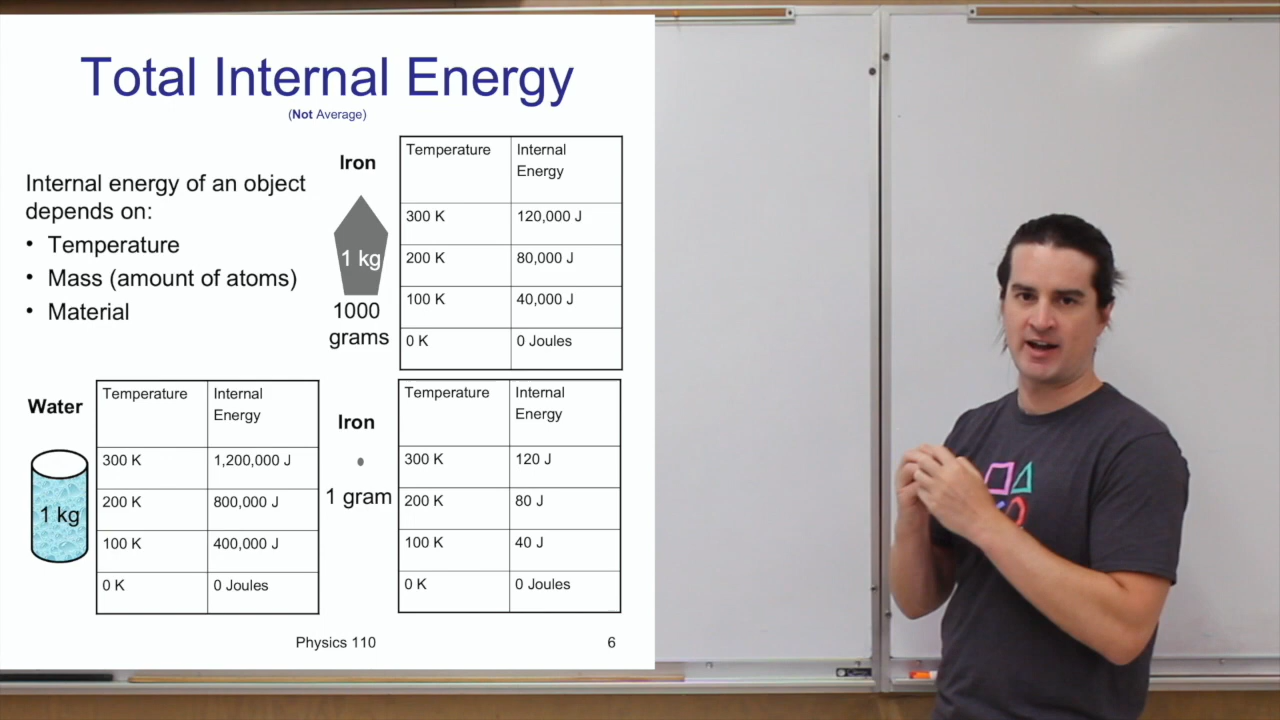 Total Internal Energy
(Not Average)
Internal energy of an object
depends on:
• Temperature
• Mass (amount of atoms)
• Material
Iron
1 kg
1000
grams
Temperature Internal
Energy
300 K 120,000 J
200 K 80,000 J
100 K 40,000 J
0 K 0 Joules
Water
1 kg
Temperature Internal
Energy
300 K 1,200,000 J
200 K 800,000 J
100 K 400,000 J
0 K 0 Joules
Iron
1 gram
Temperature Internal
Energy
300 K 120 J
200 K 80 J
100 K 40 J
0 K 0 Joules
Physics 110 6